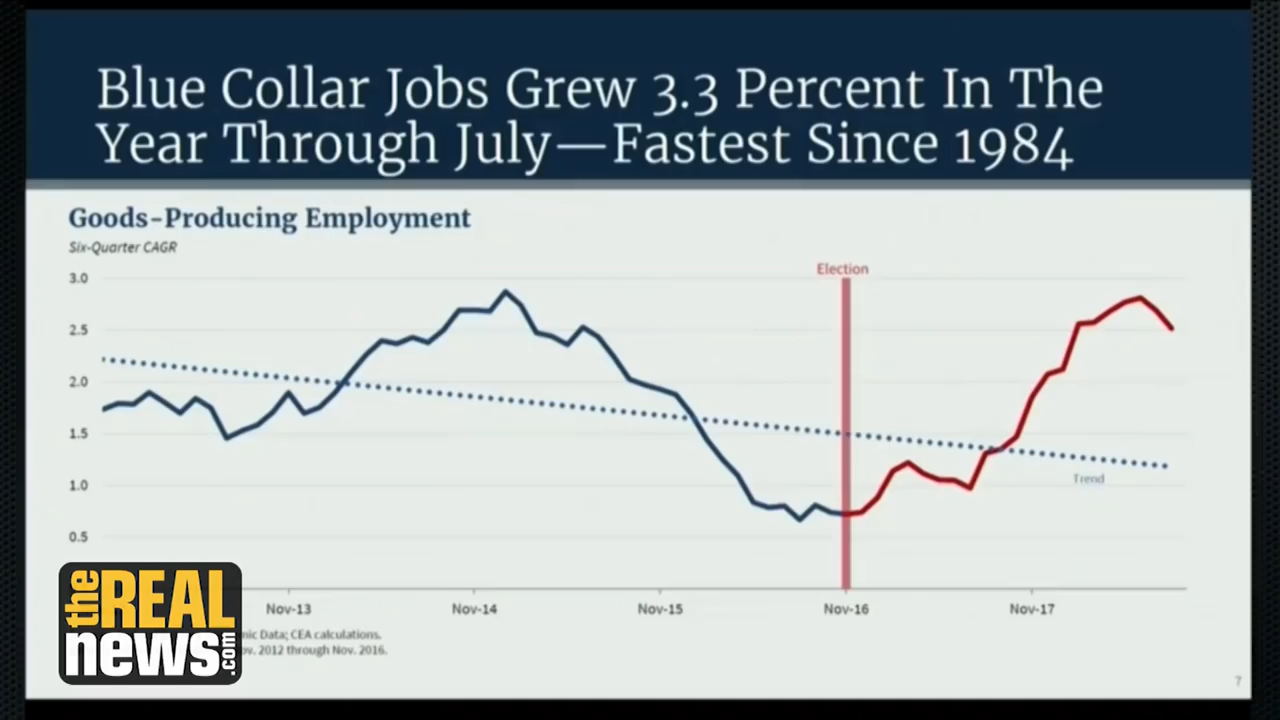 Blue Collar Jobs Grew 3.3 Percent In The
Year Through July—Fastest Since 1984
Goods-Producing Employment
Six-Quarter CAGR
Election
3.0
2.5
2.0
1.5
1.0
0.5
Trend
Nov-13 Nov-14 Nov-15 Nov-16 Nov-17
Data; CEA calculations.
2012 through Nov. 2016.
the REAL
news.com
7